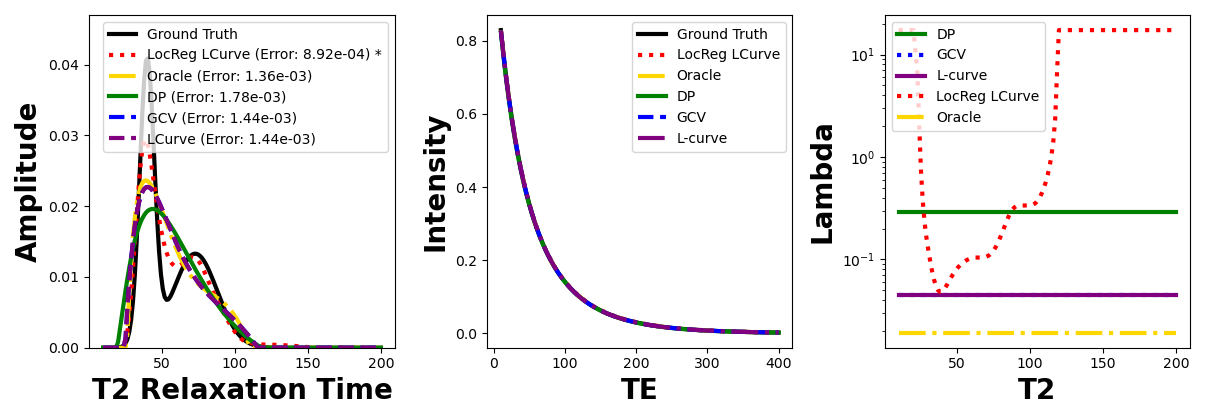 Amplitude
0.04
0.03
0.02
0.01
0.00
Ground Truth
LocReg LCurve (Error: 8.92e-04) *
Oracle (Error: 1.36e-03)
DP (Error: 1.78e-03)
GCV (Error: 1.44e-03)
LCurve (Error: 1.44e-03)
50 100 150 200
T2 Relaxation Time
Intensity
0.8
0.6
0.4
0.2
0.0
Ground Truth
LocReg LCurve
Oracle
DP
GCV
L-curve
0 100 200 300 400
TE
Lambda
10¹
10⁰
10⁻¹
DP
GCV
L-curve
LocReg LCurve
Oracle
50 100 150 200
T2